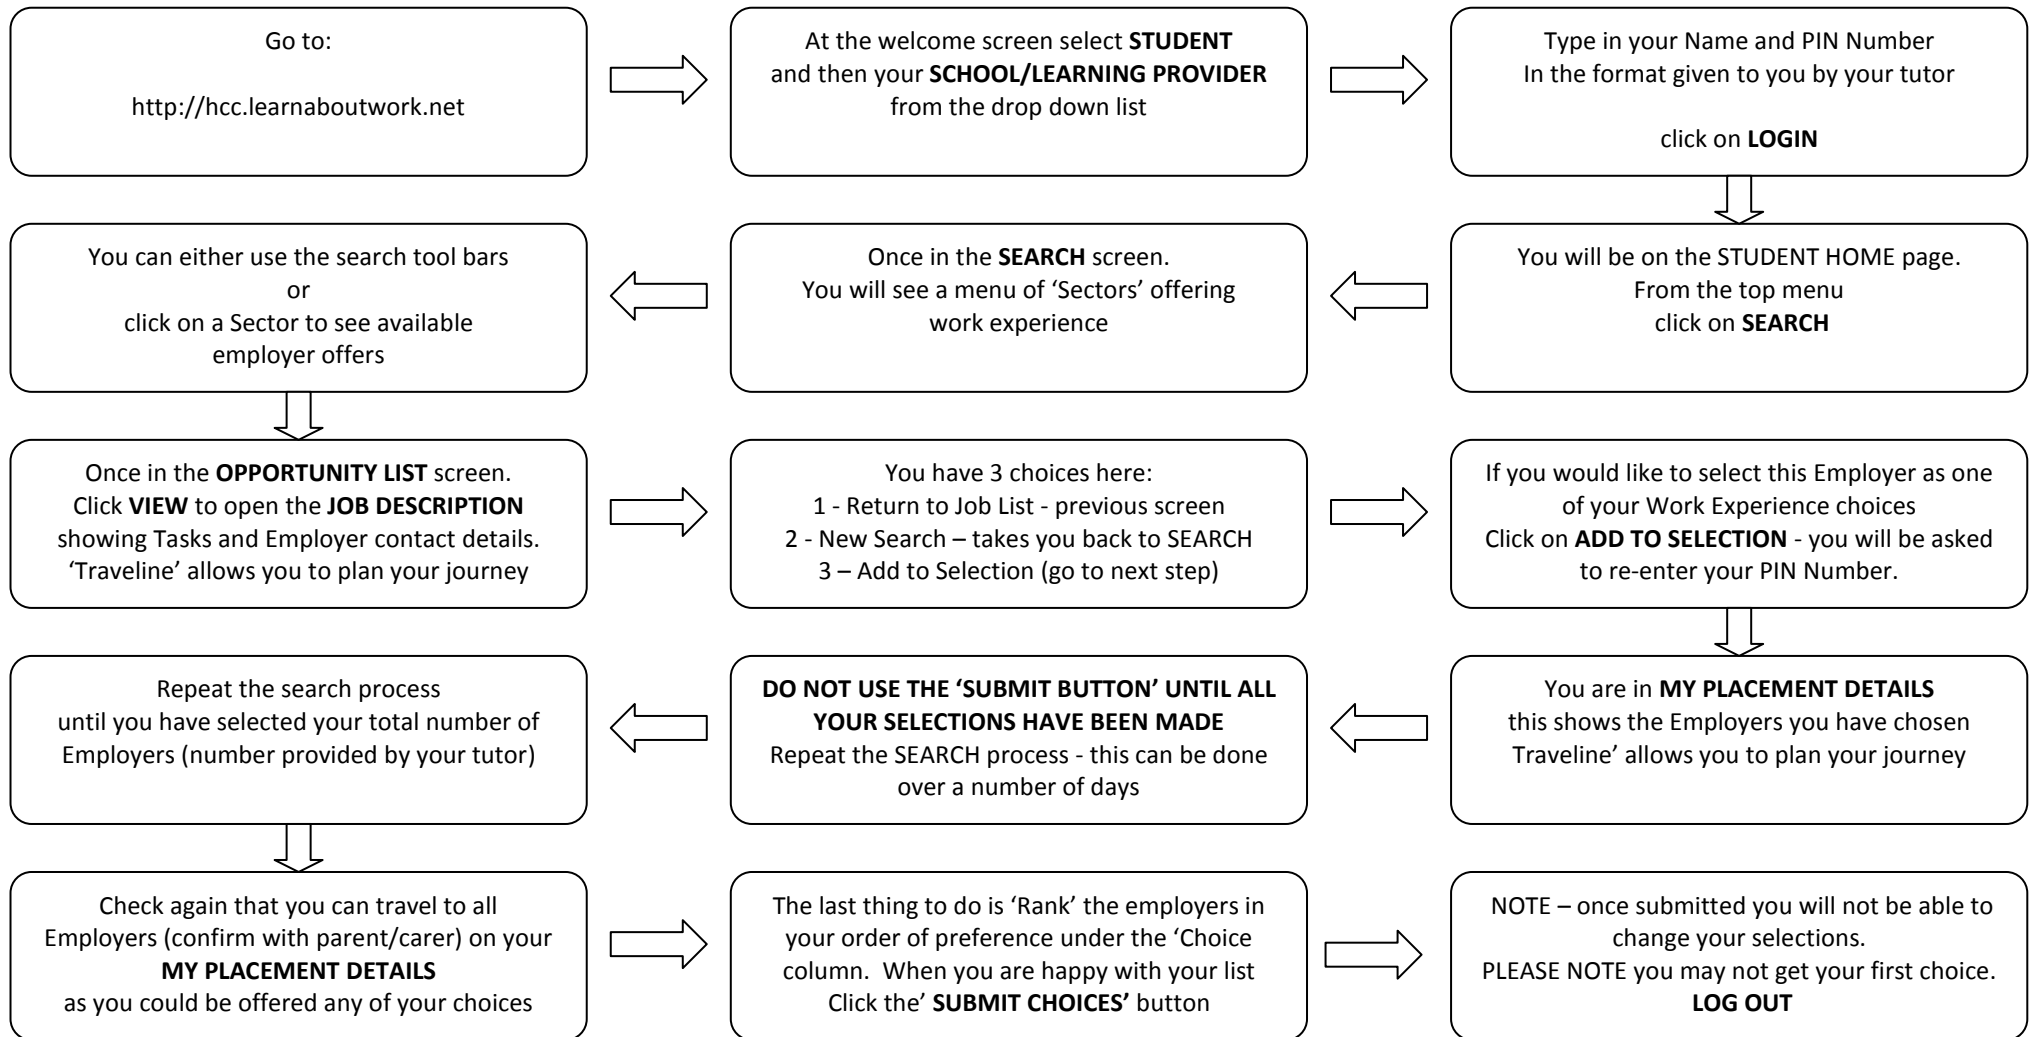 Go to:
http://hcc.learnaboutwork.net
At the welcome screen select STUDENT
and then your SCHOOL/LEARNING PROVIDER
from the drop down list
Type in your Name and PIN Number
In the format given to you by your tutor
click on LOGIN
You will be on the STUDENT HOME page.
From the top menu
click on SEARCH
Once in the SEARCH screen.
You will see a menu of ‘Sectors’ offering
work experience
You can either use the search tool bars
or
click on a Sector to see available
employer offers
Once in the OPPORTUNITY LIST screen.
Click VIEW to open the JOB DESCRIPTION
showing Tasks and Employer contact details.
‘Traveline’ allows you to plan your journey
You have 3 choices here:
1 - Return to Job List - previous screen
2 - New Search – takes you back to SEARCH
3 – Add to Selection (go to next step)
If you would like to select this Employer as one
of your Work Experience choices
Click on ADD TO SELECTION - you will be asked
to re-enter your PIN Number.
You are in MY PLACEMENT DETAILS
this shows the Employers you have chosen
Traveline’ allows you to plan your journey
DO NOT USE THE ‘SUBMIT BUTTON’ UNTIL ALL
YOUR SELECTIONS HAVE BEEN MADE
Repeat the SEARCH process - this can be done
over a number of days
Repeat the search process
until you have selected your total number of
Employers (number provided by your tutor)
Check again that you can travel to all
Employers (confirm with parent/carer) on your
MY PLACEMENT DETAILS
as you could be offered any of your choices
The last thing to do is ‘Rank’ the employers in
your order of preference under the ‘Choice
column.  When you are happy with your list
Click the’ SUBMIT CHOICES’ button
NOTE – once submitted you will not be able to
change your selections.
PLEASE NOTE you may not get your first choice.
LOG OUT